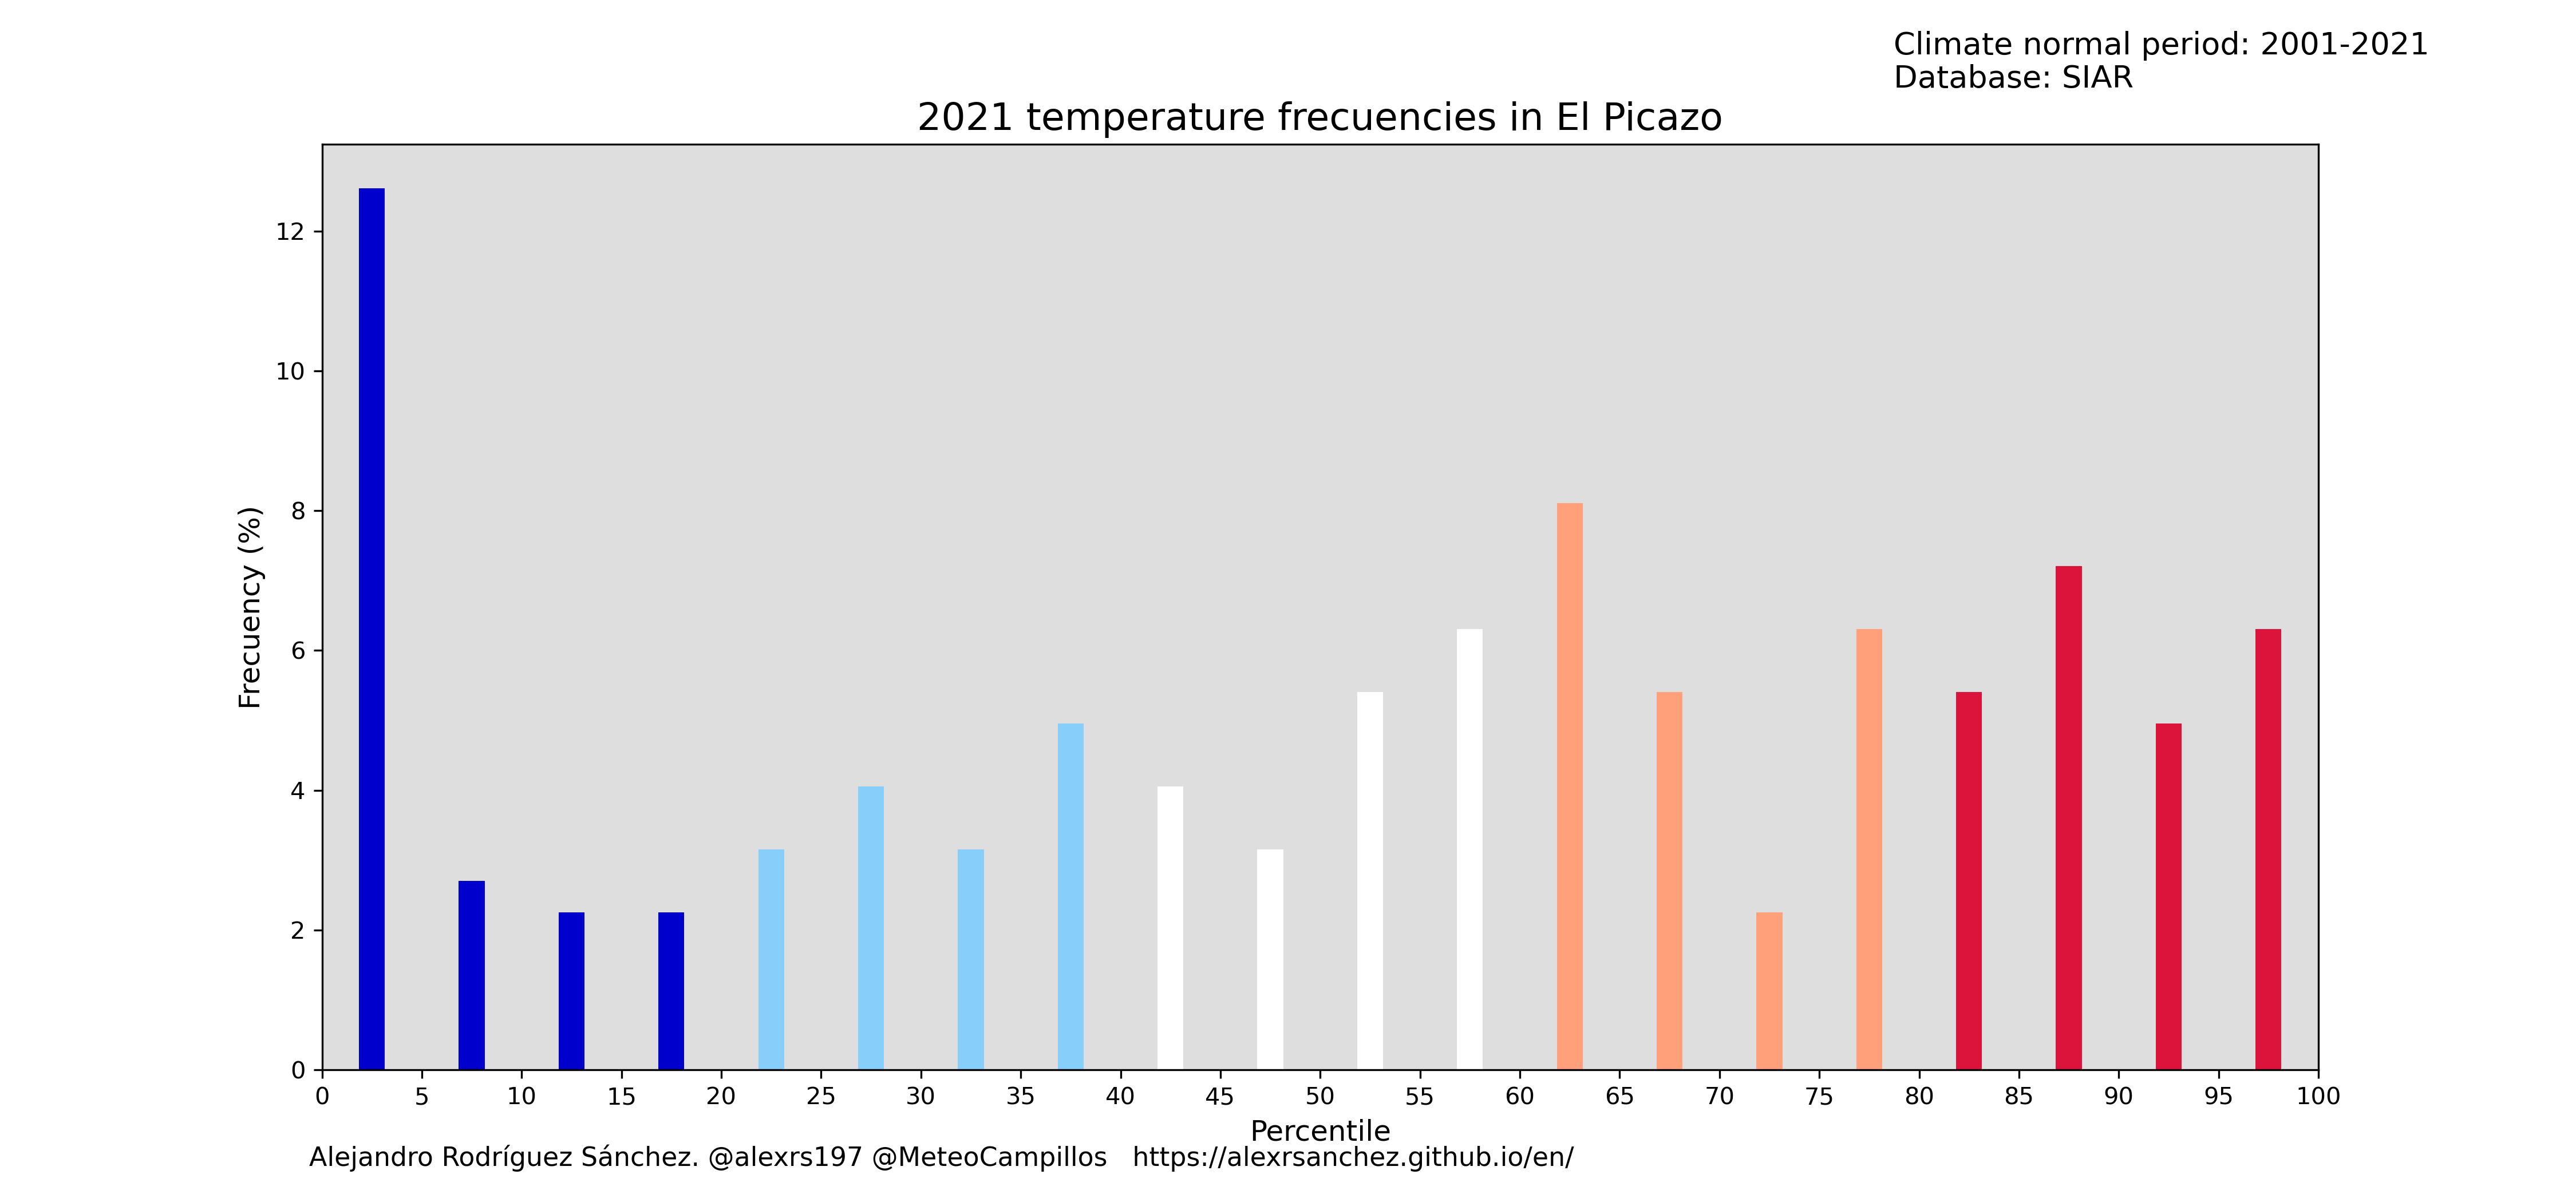 Climate normal period: 2001-2021
Database: SIAR
2021 temperature frecuencies in El Picazo
Frecuency (%)
12
10
8
6
4
2
0
0 5 10 15 20 25 30 35 40 45 50 55 60 65 70 75 80 85 90 95 100
Percentile
Alejandro Rodríguez Sánchez. @alexrs197 @MeteoCampillos https://alexrsanchez.github.io/en/